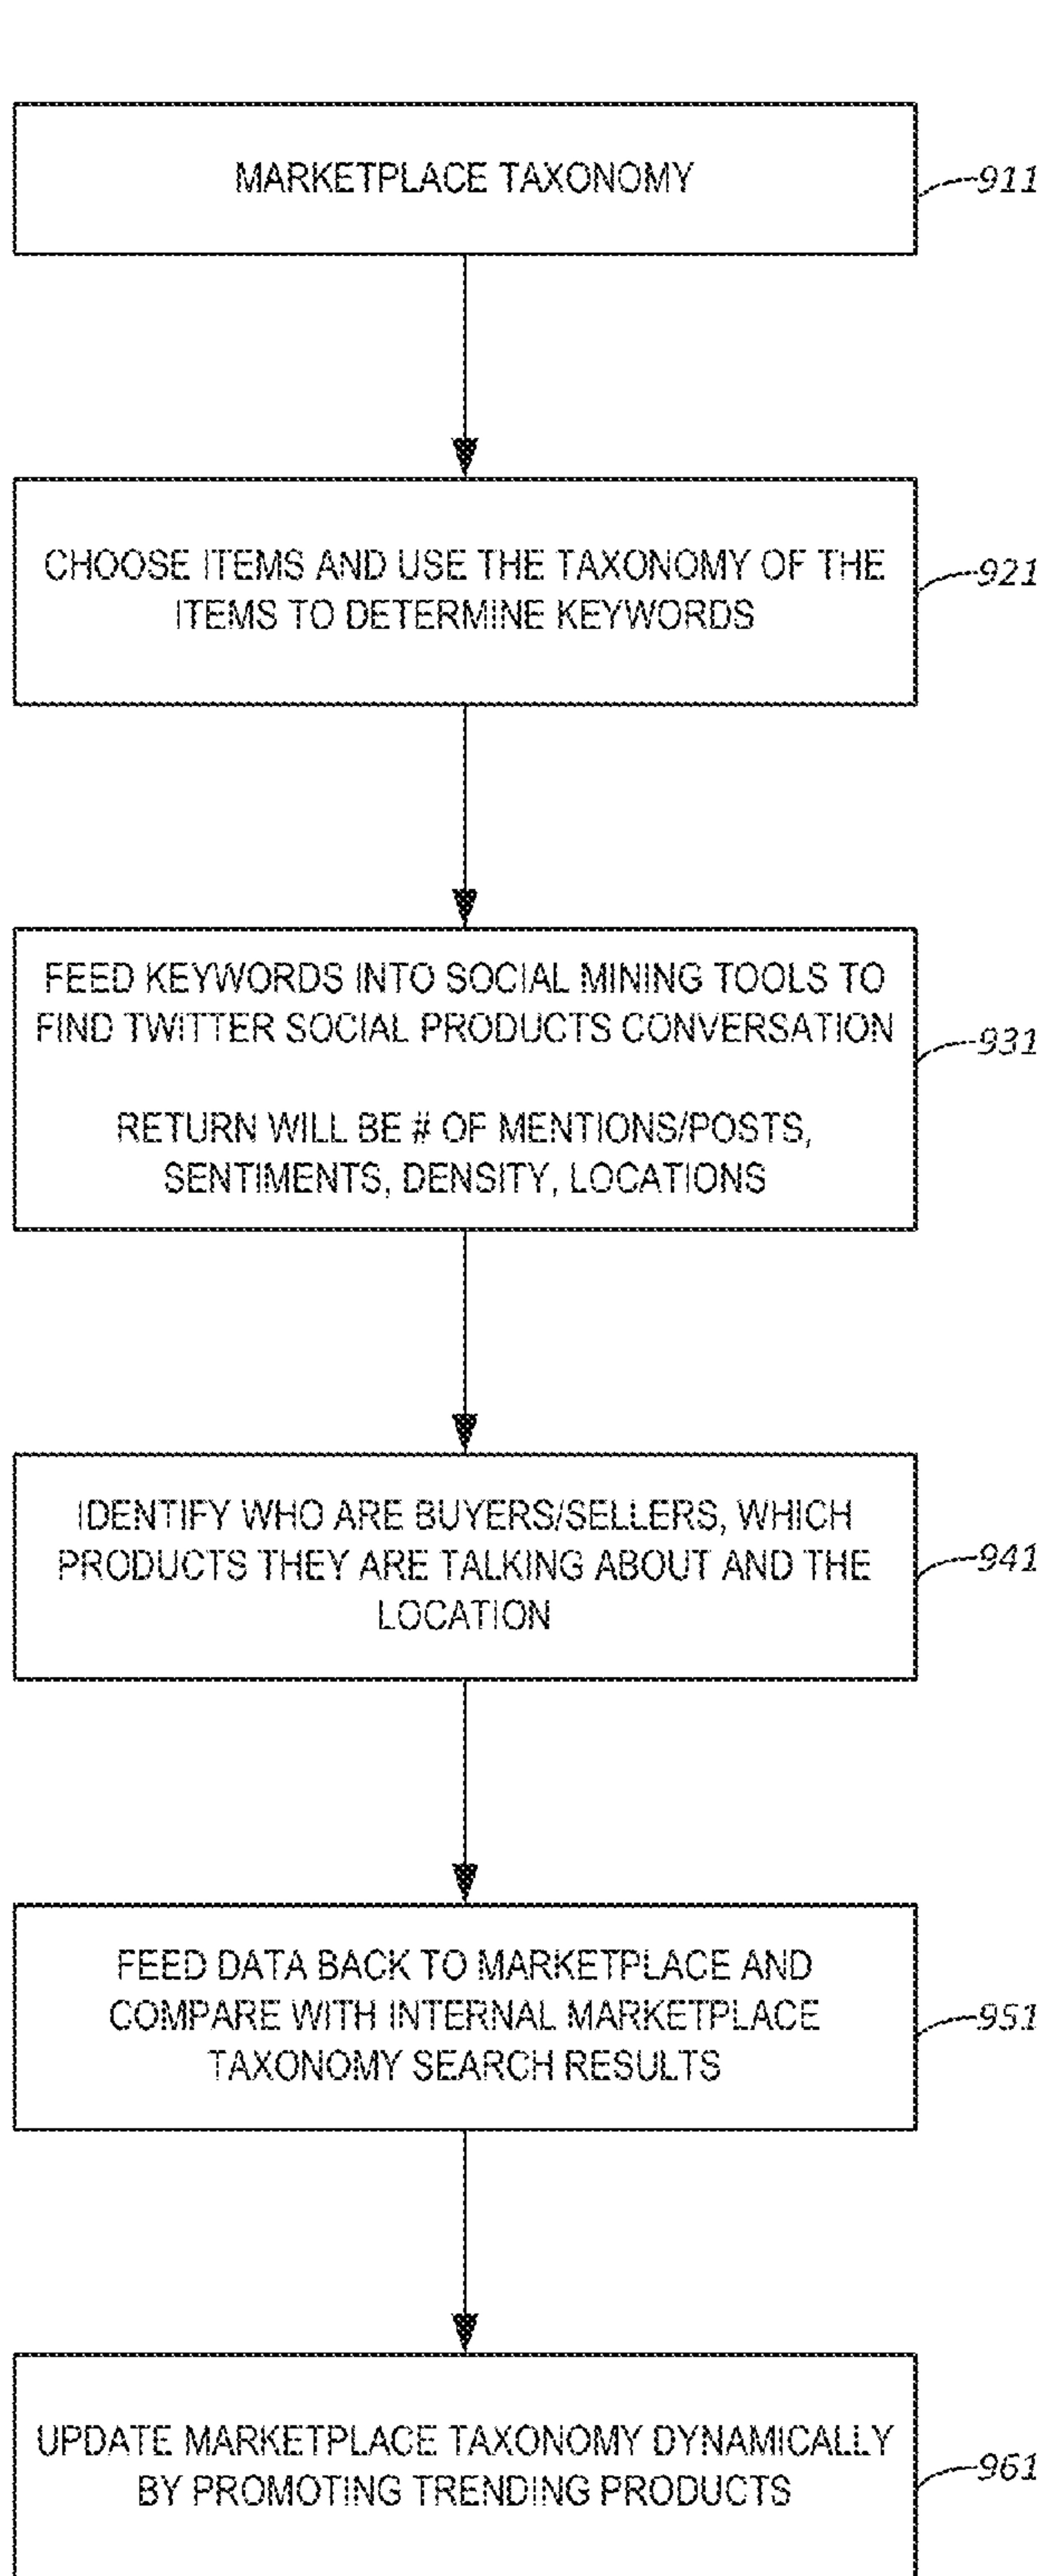 MARKETPLACE TAXONOMY
911
CHOOSE ITEMS AND USE THE TAXONOMY OF THE
ITEMS TO DETERMINE KEYWORDS
921
FEED KEYWORDS INTO SOCIAL MINING TOOLS TO
FIND TWITTER SOCIAL PRODUCTS CONVERSATION
RETURN WILL BE # OF MENTIONS/POSTS,
SENTIMENTS, DENSITY, LOCATIONS
931
IDENTIFY WHO ARE BUYERS/SELLERS, WHICH
PRODUCTS THEY ARE TALKING ABOUT AND THE
LOCATION
941
FEED DATA BACK TO MARKETPLACE AND
COMPARE WITH INTERNAL MARKETPLACE
TAXONOMY SEARCH RESULTS
951
UPDATE MARKETPLACE TAXONOMY DYNAMICALLY
BY PROMOTING TRENDING PRODUCTS
961